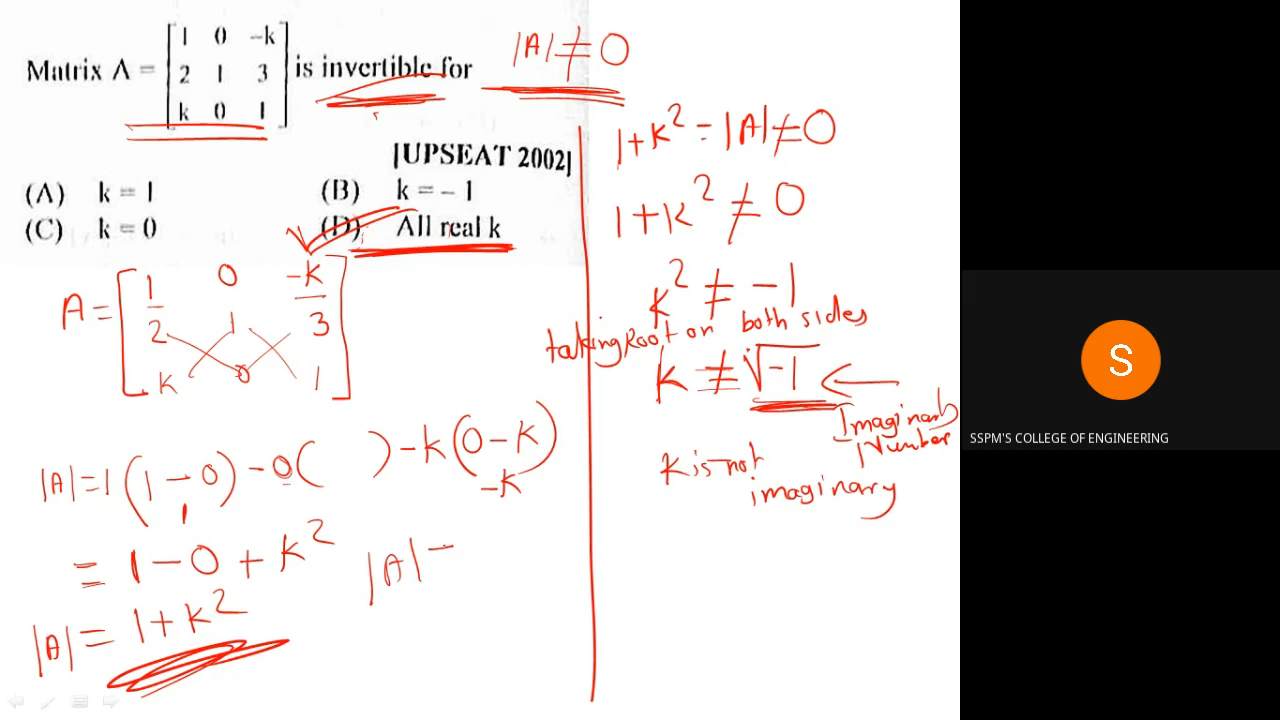 1 0 -k
Matrix A = 2 1 3 is invertible for
k 0 1
|A| ≠ 0
[UPSEAT 2002]
(A) k = 1 (B) k = - 1
(C) k = 0 (D) All real k
A = [ 1 0 -k
2 1 3
k 0 1 ]
|A| = 1 (1 - 0) - 0 ( ) - k (0 - k)
1 -k
= 1 - 0 + k²
|A| -
|A| = 1 + k²
1 + k² = |A| ≠ 0
1 + k² ≠ 0
k² ≠ -1
taking Root on both sides
k ≠ √-1 ←
Imaginary
Number
K is not
imaginary
S
SSPM'S COLLEGE OF ENGINEERING